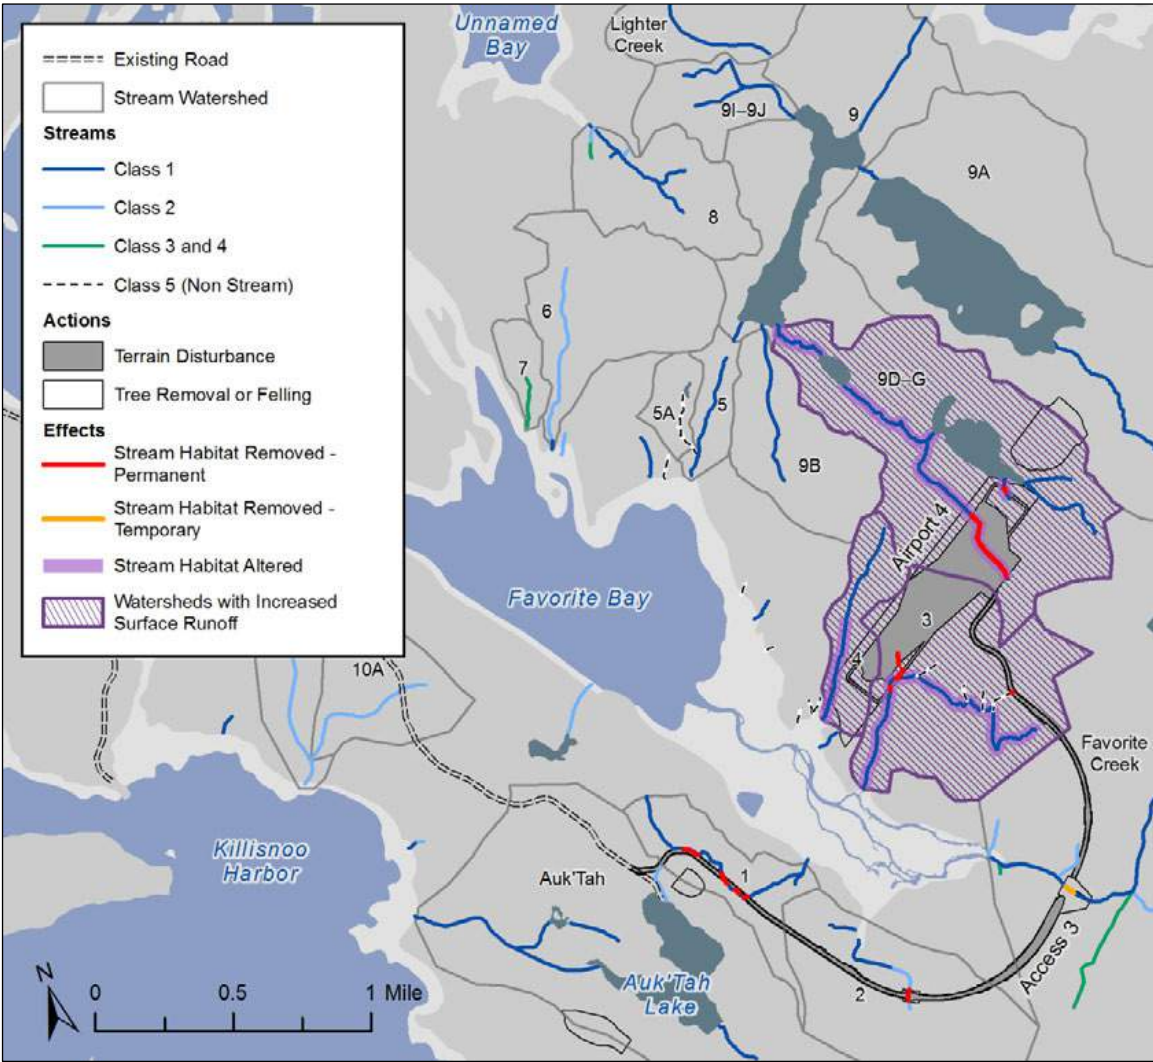 Existing Road
Stream Watershed
Streams
Class 1
Class 2
Class 3 and 4
Class 5 (Non Stream)
Actions
Terrain Disturbance
Tree Removal or Felling
Effects
Stream Habitat Removed -
Permanent
Stream Habitat Removed -
Temporary
Stream Habitat Altered
Watersheds with Increased
Surface Runoff
Unnamed
Bay
Lighter
Creek
9I–9J
9
9A
8
6
7
5A
5
9B
9D–G
Airport 4
3
4
Favorite Bay
10A
Favorite
Creek
Killisnoo
Harbor
Auk'Tah
1
Auk'Tah
Lake
2
Access 3
N
0
0.5
1 Mile